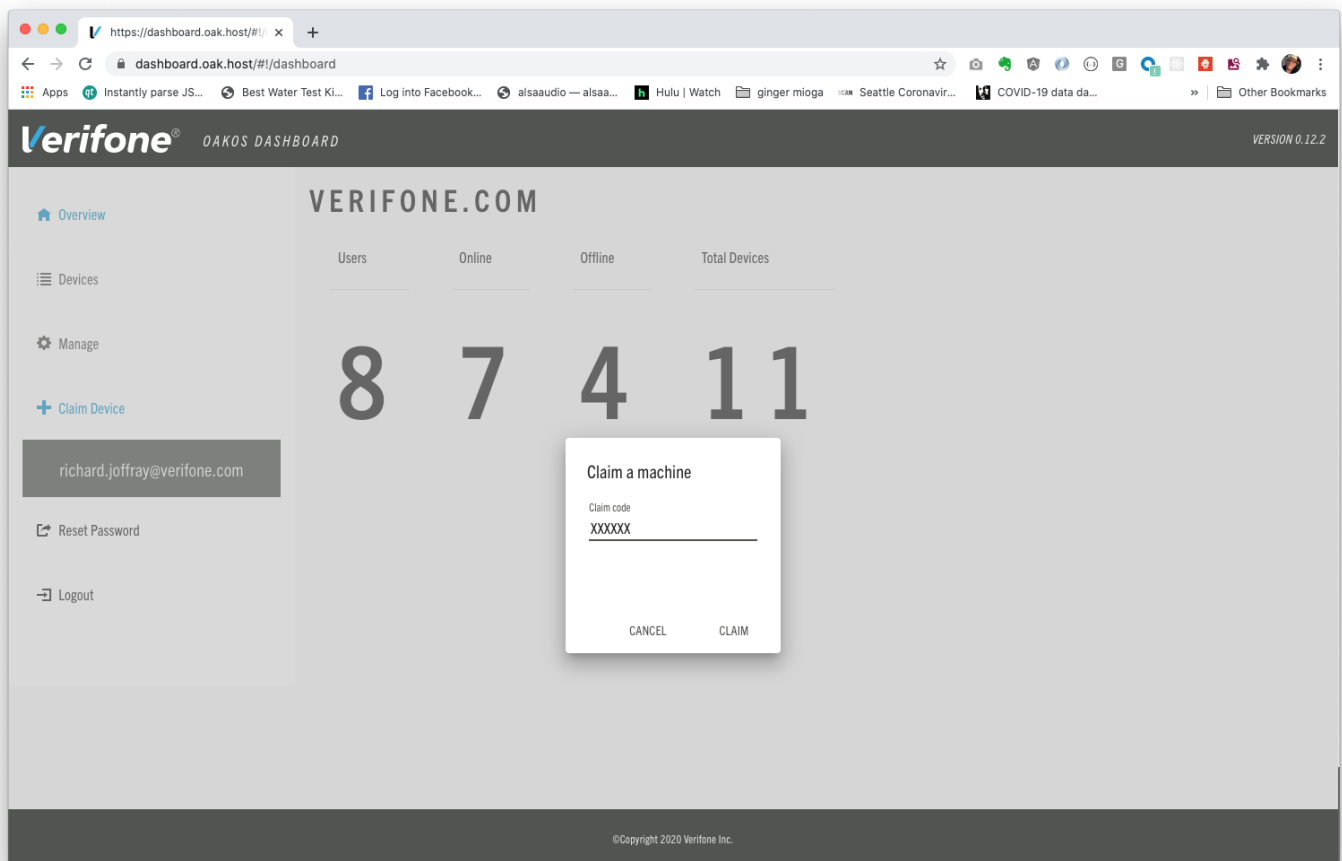 https://dashboard.oak.host/#!/
dashboard.oak.host/#!/dashboard
Apps Instantly parse JS... Best Water Test Ki... Log into Facebook... alsaaudio — alsaa... Hulu | Watch ginger mioga Seattle Coronavir... COVID-19 data da... » Other Bookmarks
Verifone® OAKOS DASHBOARD VERSION 0.12.2
VERIFONE.COM
Overview
Devices
Manage
Claim Device
richard.joffray@verifone.com
Reset Password
Logout
Users Online Offline Total Devices
8 7 4 11
Claim a machine
Claim code
XXXXXX
CANCEL CLAIM
©Copyright 2020 Verifone Inc.